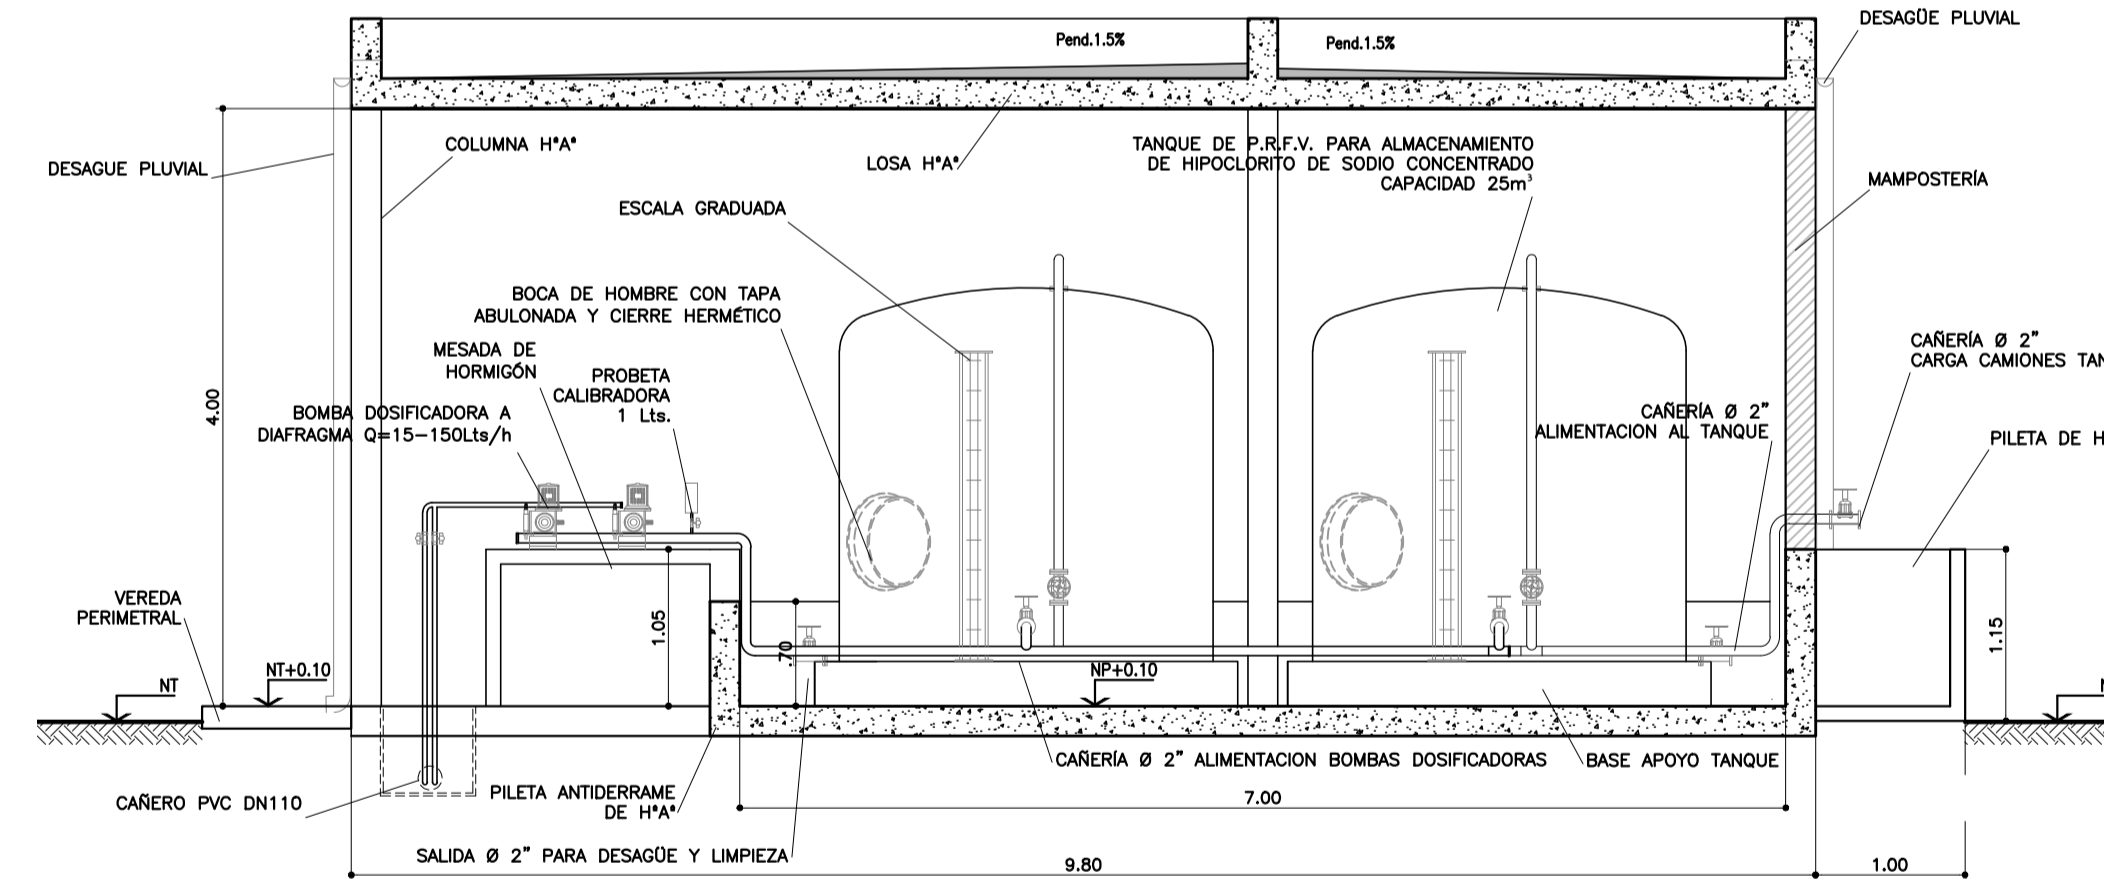 DESAGÜE PLUVIAL
Pend.1.5%
Pend.1.5%
COLUMNA HªAª
DESAGUE PLUVIAL
LOSA HªAª
TANQUE DE P.R.F.V. PARA ALMACENAMIENTO
DE HIPOCLORITO DE SODIO CONCENTRADO
CAPACIDAD 25m³
MAMPOSTERÍA
ESCALA GRADUADA
BOCA DE HOMBRE CON TAPA
ABULONADA Y CIERRE HERMÉTICO
MESADA DE
HORMIGÓN
PROBETA
CALIBRADORA
1 Lts.
BOMBA DOSIFICADORA A
DIAFRAGMA Q=15-150Lts/h
4.00
CAÑERÍA Ø 2"
CARGA CAMIONES TAN
CAÑERÍA Ø 2"
ALIMENTACION AL TANQUE
PILETA DE H
VEREDA
PERIMETRAL
1.05
.70
1.15
NT
NT+0.10
NP+0.10
N
CAÑERÍA Ø 2" ALIMENTACION BOMBAS DOSIFICADORAS
BASE APOYO TANQUE
CAÑERO PVC DN110
PILETA ANTIDERRAME
DE HªAª
7.00
SALIDA Ø 2" PARA DESAGÜE Y LIMPIEZA
9.80
1.00